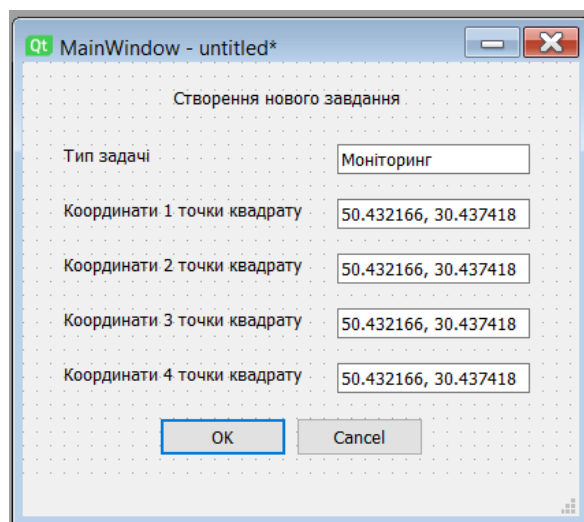 Qt MainWindow - untitled*
Створення нового завдання
Тип задачі Моніторинг
Координати 1 точки квадрату 50.432166, 30.437418
Координати 2 точки квадрату 50.432166, 30.437418
Координати 3 точки квадрату 50.432166, 30.437418
Координати 4 точки квадрату 50.432166, 30.437418
OK Cancel